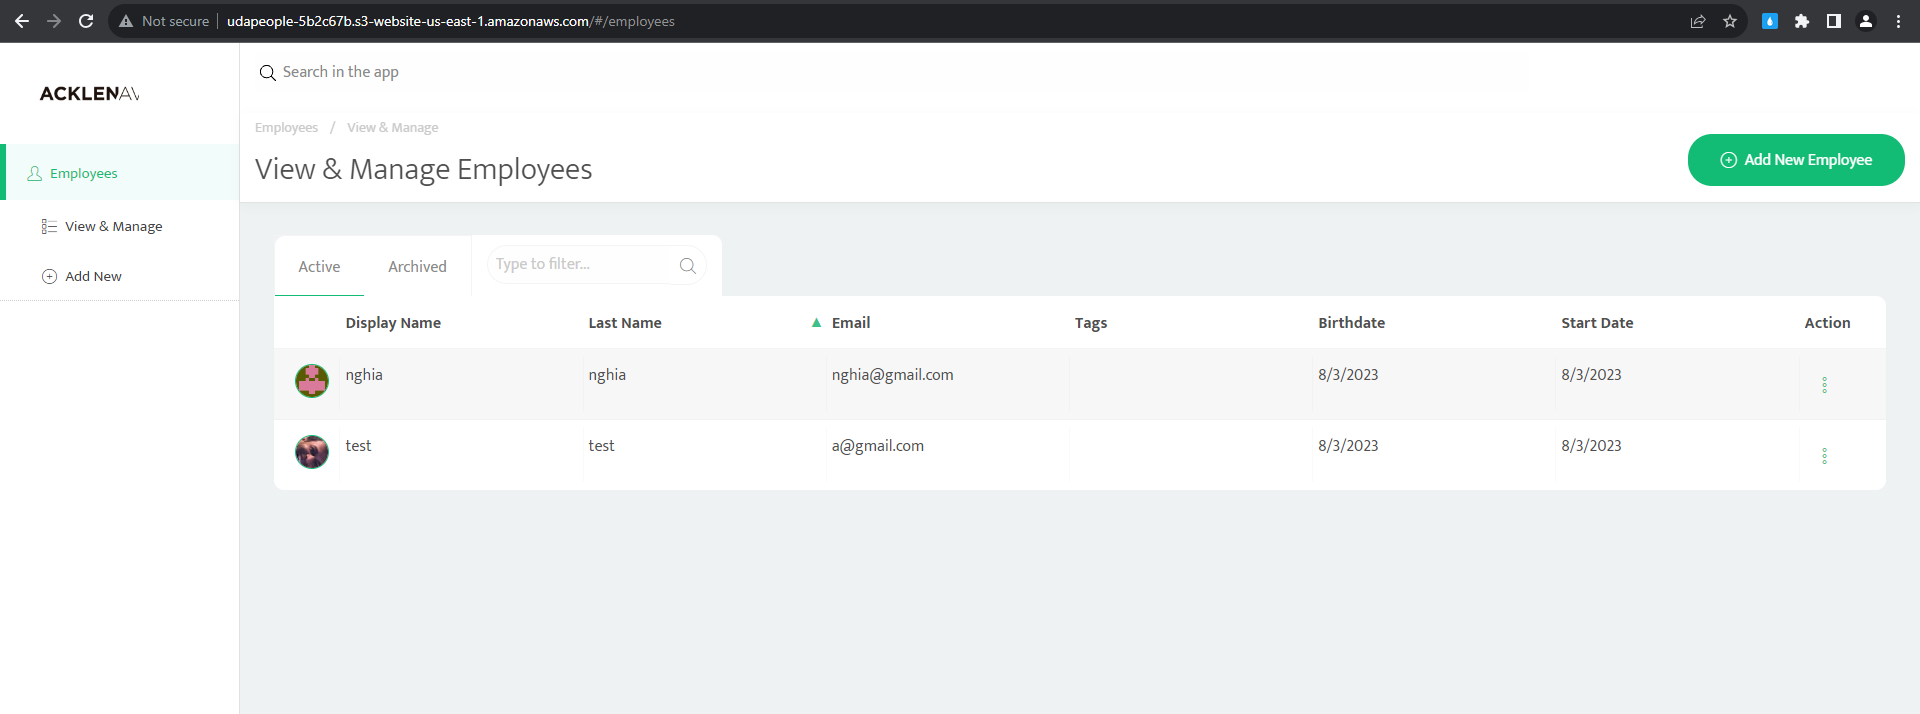 Not secure udapeople-5b2c67b.s3-website-us-east-1.amazonaws.com/#/employees
ACKLENAV
Search in the app
Employees / View & Manage
View & Manage Employees
Add New Employee
Employees
View & Manage
Add New
Active Archived Type to filter...
Display Name Last Name ▲ Email Tags Birthdate Start Date Action
nghia nghia nghia@gmail.com 8/3/2023 8/3/2023
test test a@gmail.com 8/3/2023 8/3/2023